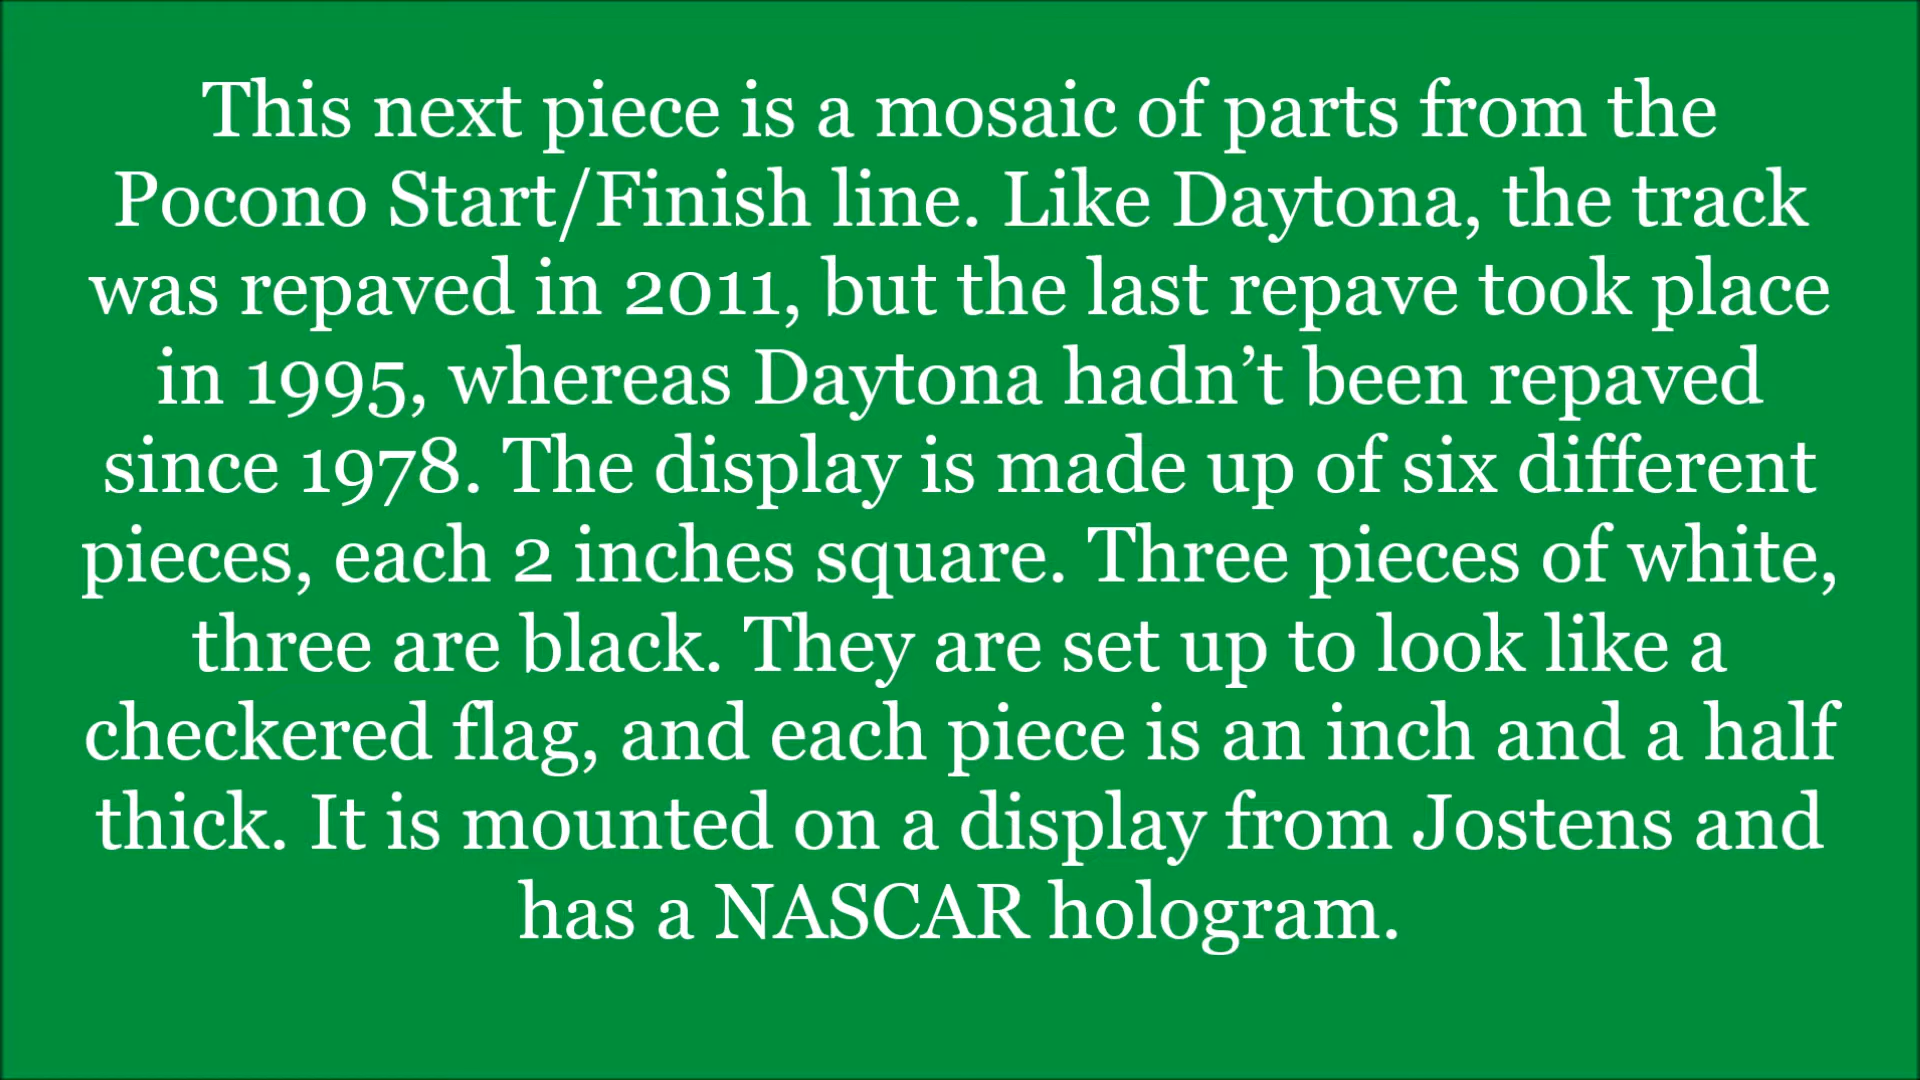 This next piece is a mosaic of parts from the
Pocono Start/Finish line. Like Daytona, the track
was repaved in 2011, but the last repave took place
in 1995, whereas Daytona hadn’t been repaved
since 1978. The display is made up of six different
pieces, each 2 inches square. Three pieces of white,
three are black. They are set up to look like a
checkered flag, and each piece is an inch and a half
thick. It is mounted on a display from Jostens and
has a NASCAR hologram.